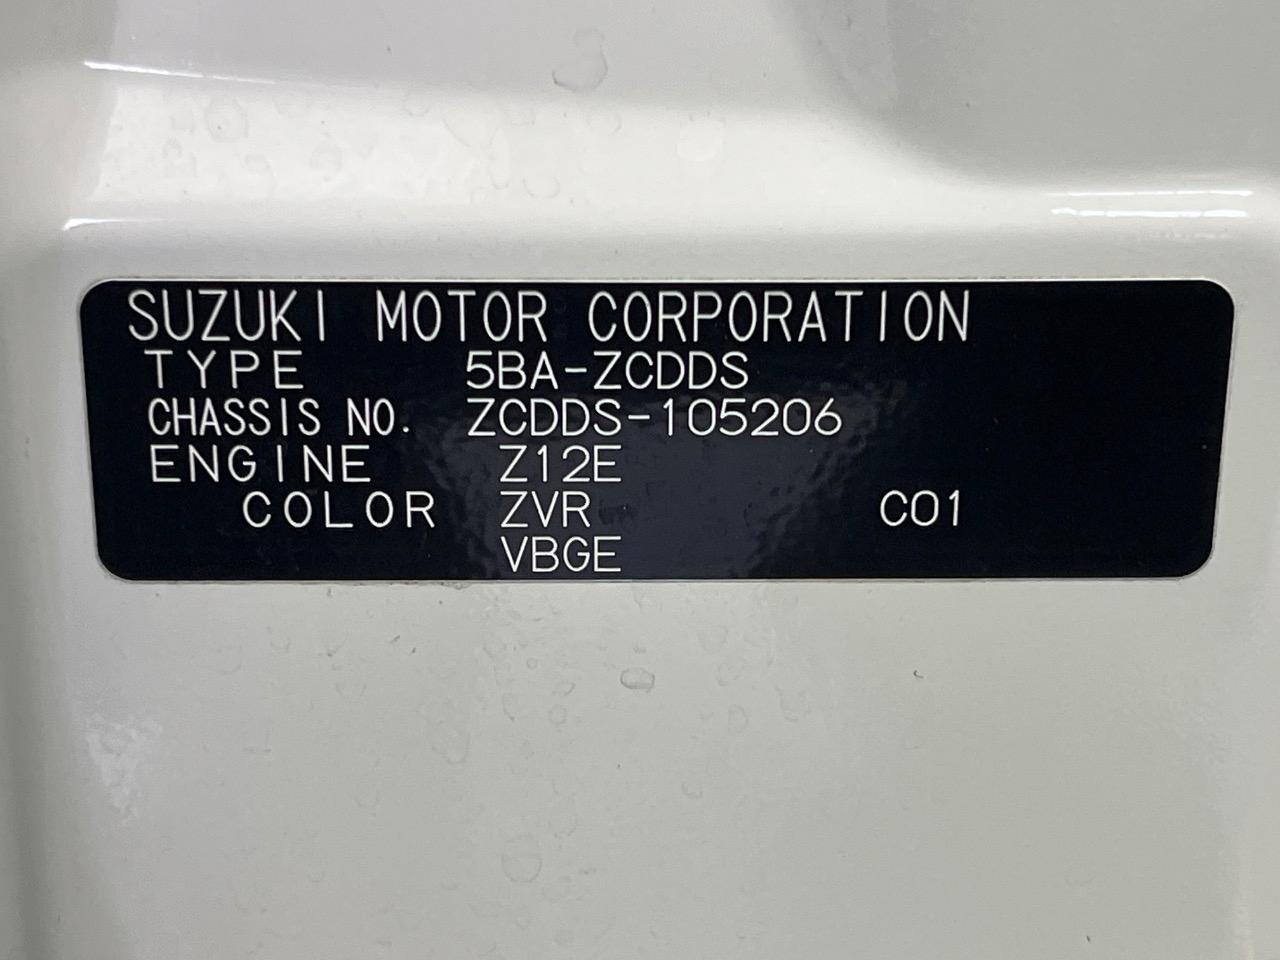 SUZUKI MOTOR CORPORATION
TYPE 5BA-ZCDDS
CHASSIS NO. ZCDDS-105206
ENGINE Z12E
COLOR ZVR C01
VBGE